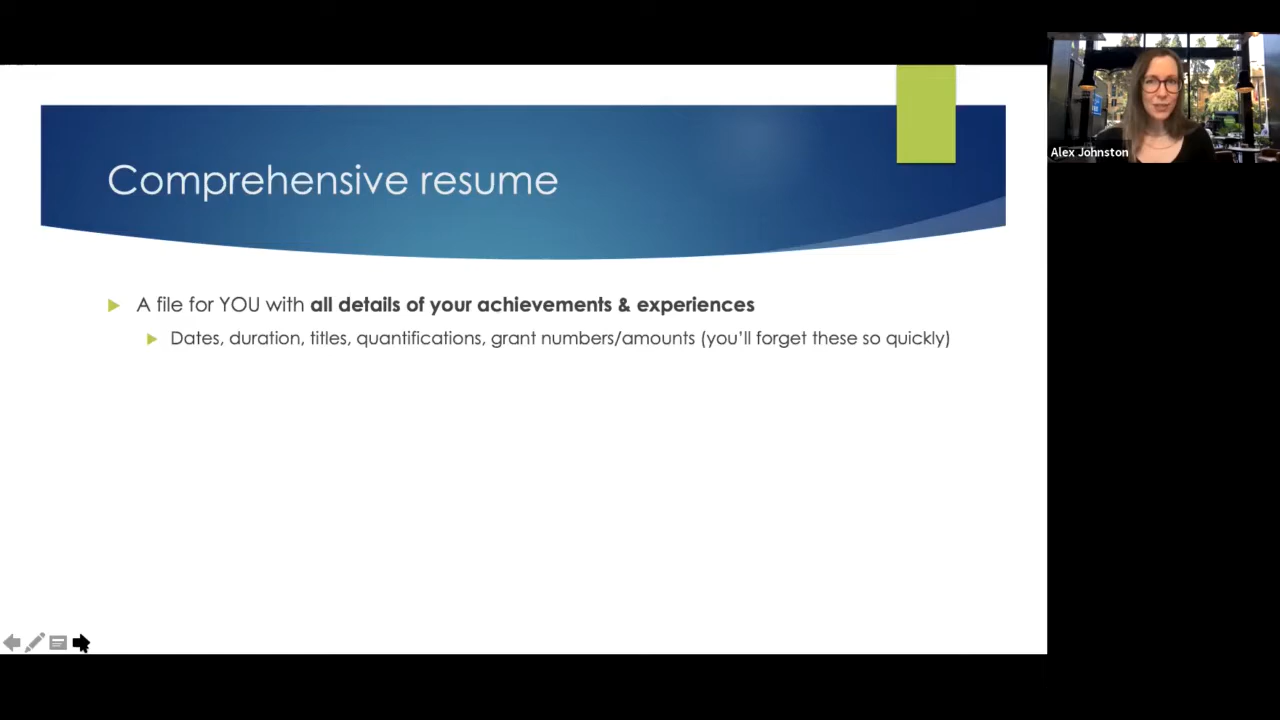 Comprehensive resume
A file for YOU with all details of your achievements & experiences
Dates, duration, titles, quantifications, grant numbers/amounts (you'll forget these so quickly)
Alex Johnston